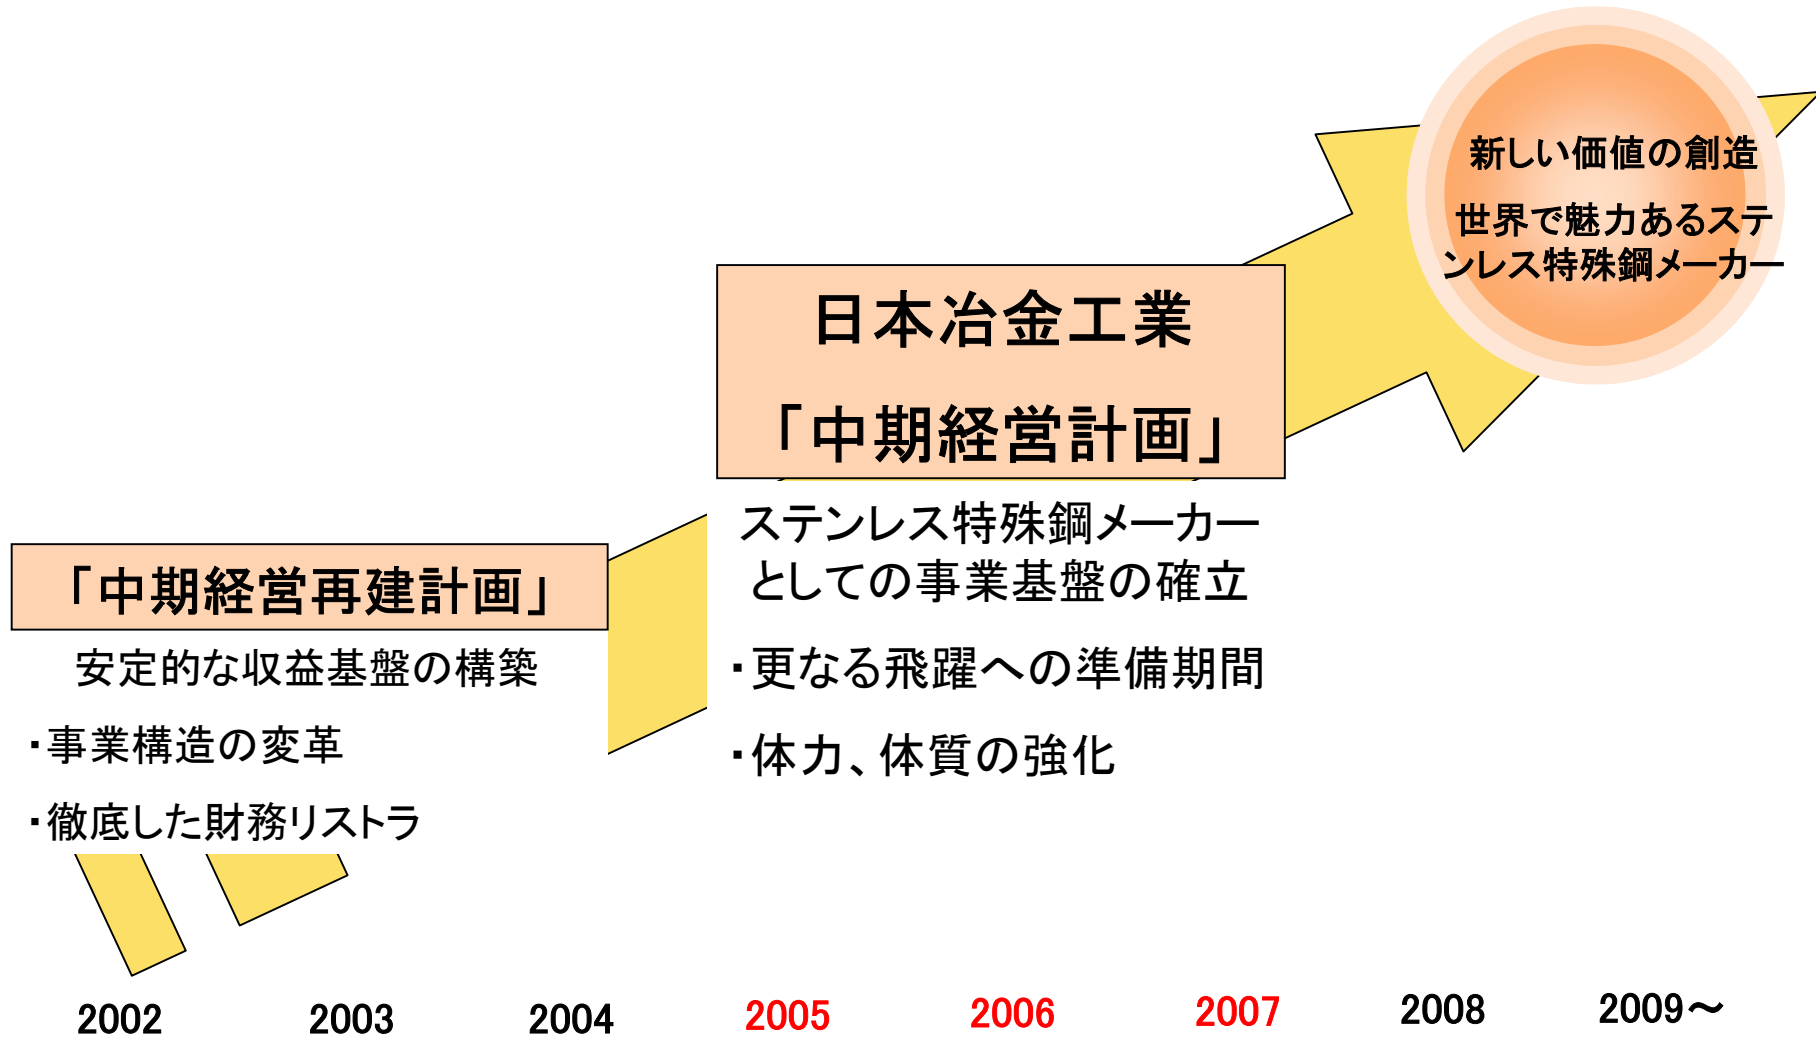 新しい価値の創造
世界で魅力あるステ
ンレス特殊鋼メーカー
日本冶金工業
「中期経営計画」
ステンレス特殊鋼メーカー
としての事業基盤の確立
・更なる飛躍への準備期間
・体力、体質の強化
「中期経営再建計画」
安定的な収益基盤の構築
・事業構造の変革
・徹底した財務リストラ
2002 2003 2004 2005 2006 2007 2008 2009～